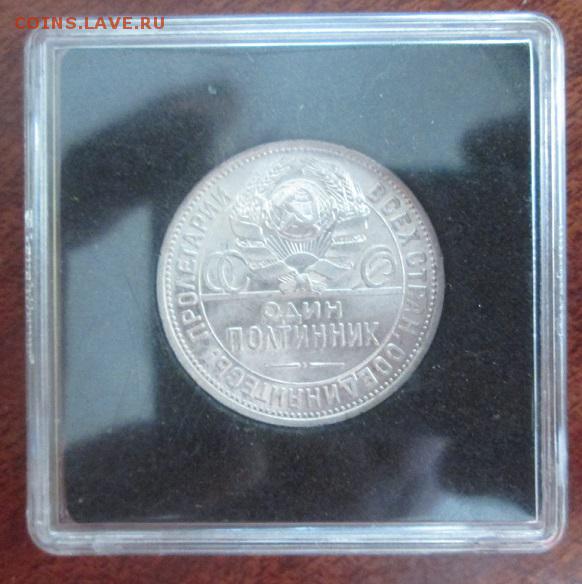 COINS.LAVE.RU
ПРОЛЕТАРИИ ВСЕХ СТРАН, СОЕДИНЯЙТЕСЬ!
ОДИН
ПОЛТИННИК